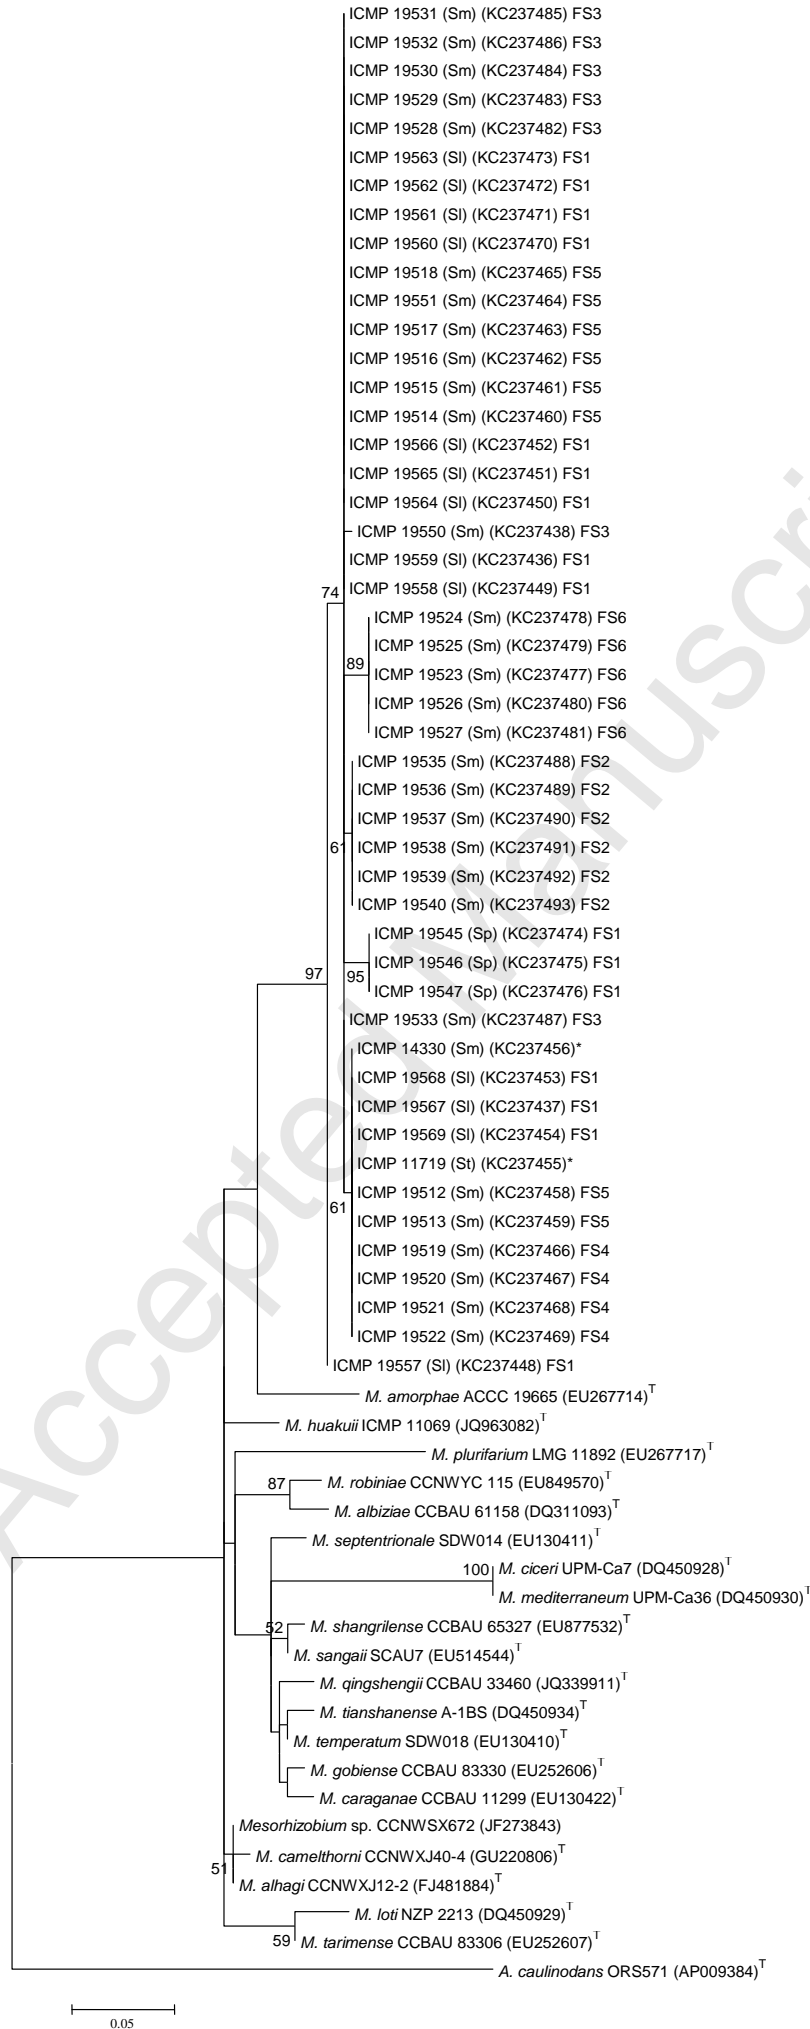 ICMP 19531 (Sm) (KC237485) FS3
ICMP 19532 (Sm) (KC237486) FS3
ICMP 19530 (Sm) (KC237484) FS3
ICMP 19529 (Sm) (KC237483) FS3
ICMP 19528 (Sm) (KC237482) FS3
ICMP 19563 (Sl) (KC237473) FS1
ICMP 19562 (Sl) (KC237472) FS1
ICMP 19561 (Sl) (KC237471) FS1
ICMP 19560 (Sl) (KC237470) FS1
ICMP 19518 (Sm) (KC237465) FS5
ICMP 19551 (Sm) (KC237464) FS5
ICMP 19517 (Sm) (KC237463) FS5
ICMP 19516 (Sm) (KC237462) FS5
ICMP 19515 (Sm) (KC237461) FS5
ICMP 19514 (Sm) (KC237460) FS5
ICMP 19566 (Sl) (KC237452) FS1
ICMP 19565 (Sl) (KC237451) FS1
ICMP 19564 (Sl) (KC237450) FS1
ICMP 19550 (Sm) (KC237438) FS3
ICMP 19559 (Sl) (KC237436) FS1
ICMP 19558 (Sl) (KC237449) FS1
74
ICMP 19524 (Sm) (KC237478) FS6
ICMP 19525 (Sm) (KC237479) FS6
89
ICMP 19523 (Sm) (KC237477) FS6
ICMP 19526 (Sm) (KC237480) FS6
ICMP 19527 (Sm) (KC237481) FS6
ICMP 19535 (Sm) (KC237488) FS2
ICMP 19536 (Sm) (KC237489) FS2
ICMP 19537 (Sm) (KC237490) FS2
61
ICMP 19538 (Sm) (KC237491) FS2
ICMP 19539 (Sm) (KC237492) FS2
ICMP 19540 (Sm) (KC237493) FS2
ICMP 19545 (Sp) (KC237474) FS1
ICMP 19546 (Sp) (KC237475) FS1
97
95
ICMP 19547 (Sp) (KC237476) FS1
ICMP 19533 (Sm) (KC237487) FS3
ICMP 14330 (Sm) (KC237456)*
ICMP 19568 (Sl) (KC237453) FS1
ICMP 19567 (Sl) (KC237437) FS1
ICMP 19569 (Sl) (KC237454) FS1
ICMP 11719 (St) (KC237455)*
ICMP 19512 (Sm) (KC237458) FS5
61
ICMP 19513 (Sm) (KC237459) FS5
ICMP 19519 (Sm) (KC237466) FS4
ICMP 19520 (Sm) (KC237467) FS4
ICMP 19521 (Sm) (KC237468) FS4
ICMP 19522 (Sm) (KC237469) FS4
ICMP 19557 (Sl) (KC237448) FS1
M. amorphae ACCC 19665 (EU267714)T
M. huakuii ICMP 11069 (JQ963082)T
M. plurifarium LMG 11892 (EU267717)T
87
M. robiniae CCNWYC 115 (EU849570)T
M. albiziae CCBAU 61158 (DQ311093)T
M. septentrionale SDW014 (EU130411)T
100
M. ciceri UPM-Ca7 (DQ450928)T
M. mediterraneum UPM-Ca36 (DQ450930)T
52
M. shangrilense CCBAU 65327 (EU877532)T
M. sangaii SCAU7 (EU514544)T
M. qingshengii CCBAU 33460 (JQ339911)T
M. tianshanense A-1BS (DQ450934)T
M. temperatum SDW018 (EU130410)T
M. gobiense CCBAU 83330 (EU252606)T
M. caraganae CCBAU 11299 (EU130422)T
Mesorhizobium sp. CCNWSX672 (JF273843)
M. camelthorni CCNWXJ40-4 (GU220806)T
51
M. alhagi CCNWXJ12-2 (FJ481884)T
M. loti NZP 2213 (DQ450929)T
59
M. tarimense CCBAU 83306 (EU252607)T
A. caulinodans ORS571 (AP009384)T
0.05
Accepted Manuscri